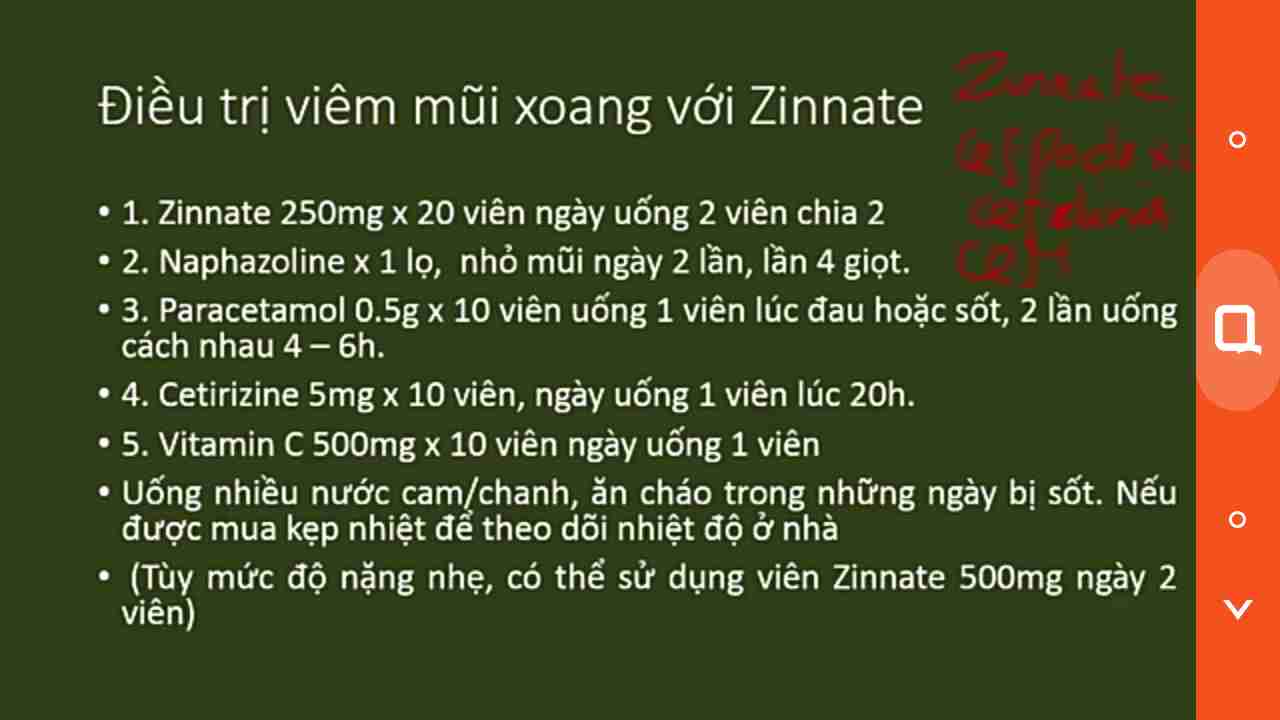 Điều trị viêm mũi xoang với Zinnate
Zinnate
• 1. Zinnate 250mg x 20 viên ngày uống 2 viên chia 2
• 2. Naphazoline x 1 lọ, nhỏ mũi ngày 2 lần, lần 4 giọt.
• 3. Paracetamol 0.5g x 10 viên uống 1 viên lúc đau hoặc sốt, 2 lần uống
cách nhau 4 – 6h.
• 4. Cetirizine 5mg x 10 viên, ngày uống 1 viên lúc 20h.
• 5. Vitamin C 500mg x 10 viên ngày uống 1 viên
• Uống nhiều nước cam/chanh, ăn cháo trong những ngày bị sốt. Nếu
được mua kẹp nhiệt để theo dõi nhiệt độ ở nhà
• (Tùy mức độ nặng nhẹ, có thể sử dụng viên Zinnate 500mg ngày 2
viên)